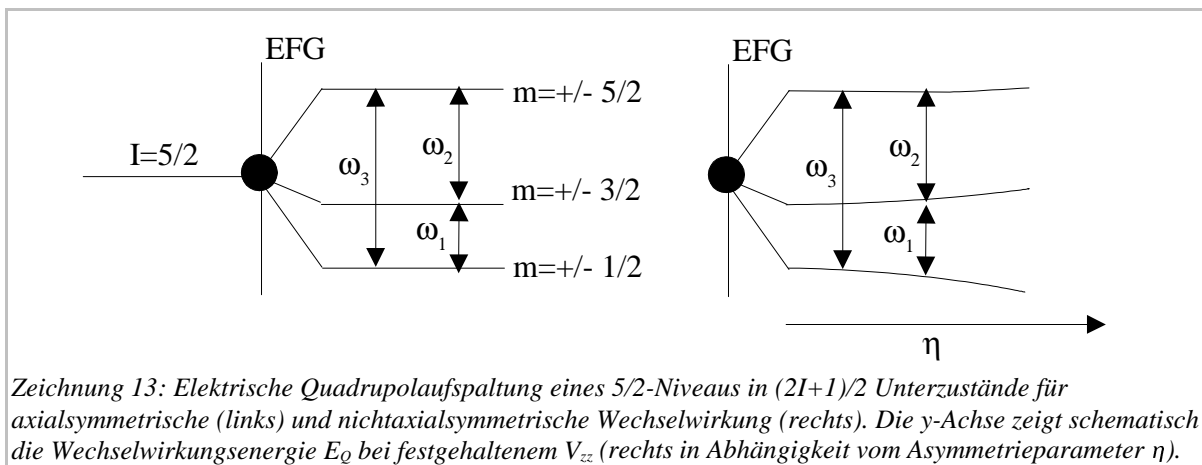 EFG
I=5/2
ω3
ω2
ω1
m=+/- 5/2
m=+/- 3/2
m=+/- 1/2
EFG
ω3
ω2
ω1
η
Zeichnung 13: Elektrische Quadrupolaufspaltung eines 5/2-Niveaus in (2I+1)/2 Unterzustände für
axialsymmetrische (links) und nichtaxialsymmetrische Wechselwirkung (rechts). Die y-Achse zeigt schematisch
die Wechselwirkungsenergie EQ bei festgehaltenem Vzz (rechts in Abhängigkeit vom Asymmetrieparameter η).